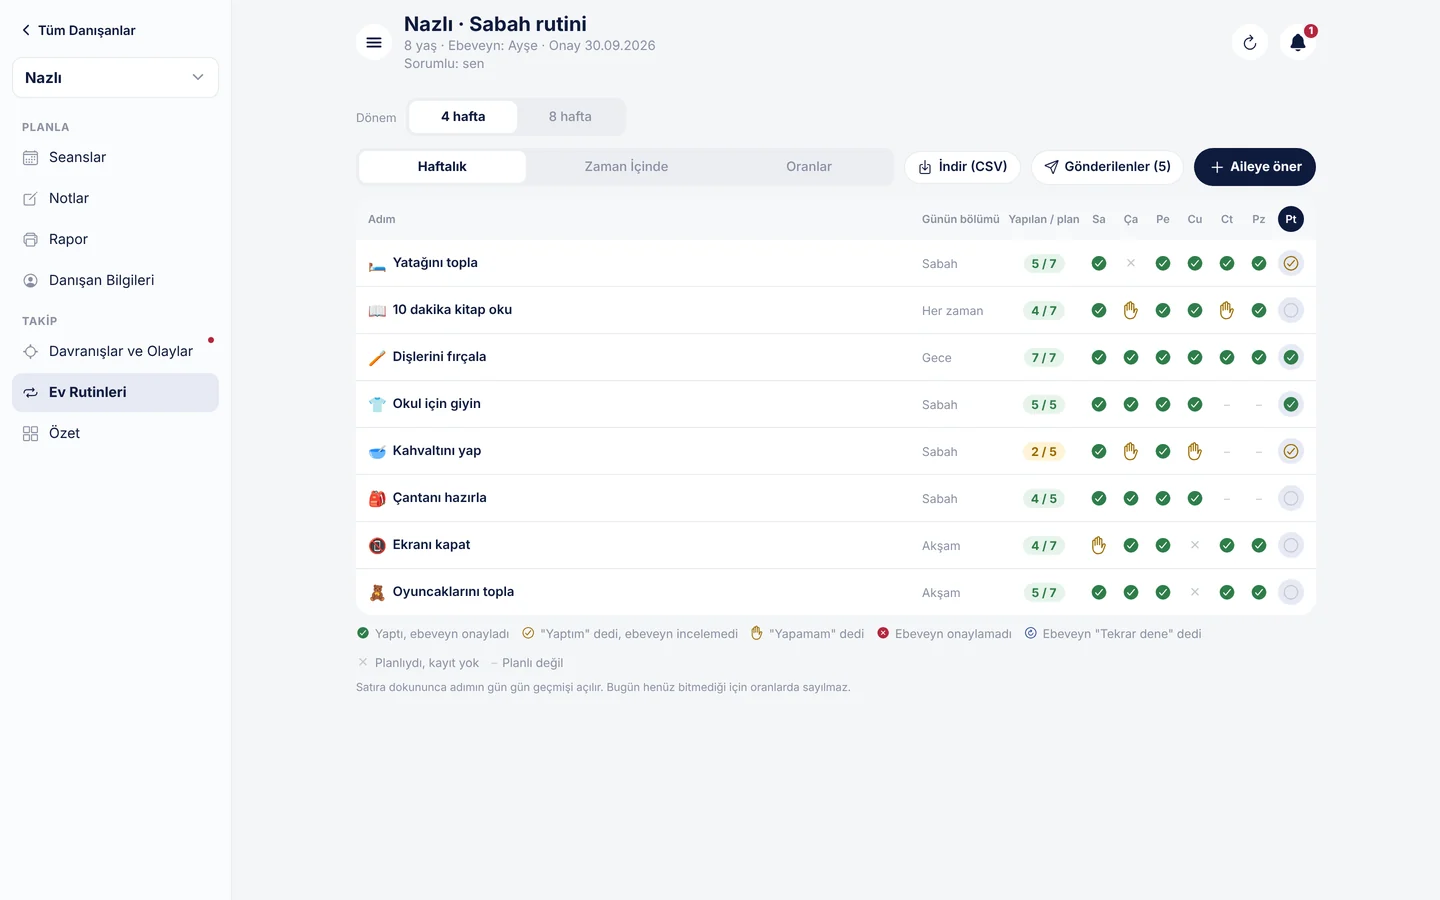 Tüm Danışanlar
Nazlı
PLANLA
Seanslar
Notlar
Rapor
Danışan Bilgileri
TAKİP
Davranışlar ve Olaylar
Ev Rutinleri
Özet
Nazlı · Sabah rutini
8 yaş · Ebeveyn: Ayşe · Onay 30.09.2026
Sorumlu: sen
1
Dönem 4 hafta 8 hafta
Haftalık Zaman İçinde Oranlar İndir (CSV) Gönderilenler (5) + Aileye öner
Adım Günün bölümü Yapılan / plan Sa Ça Pe Cu Ct Pz Pt
Yatağını topla Sabah 5 / 7
10 dakika kitap oku Her zaman 4 / 7
Dişlerini fırçala Gece 7 / 7
Okul için giyin Sabah 5 / 5 – –
Kahvaltını yap Sabah 2 / 5 – –
Çantanı hazırla Sabah 4 / 5 – –
Ekranı kapat Akşam 4 / 7
Oyuncaklarını topla Akşam 5 / 7
Yaptı, ebeveyn onayladı "Yaptım" dedi, ebeveyn incelemedi "Yapamam" dedi Ebeveyn onaylamadı Ebeveyn "Tekrar dene" dedi
Planlıydı, kayıt yok – Planlı değil
Satıra dokununca adımın gün gün geçmişi açılır. Bugün henüz bitmediği için oranlarda sayılmaz.